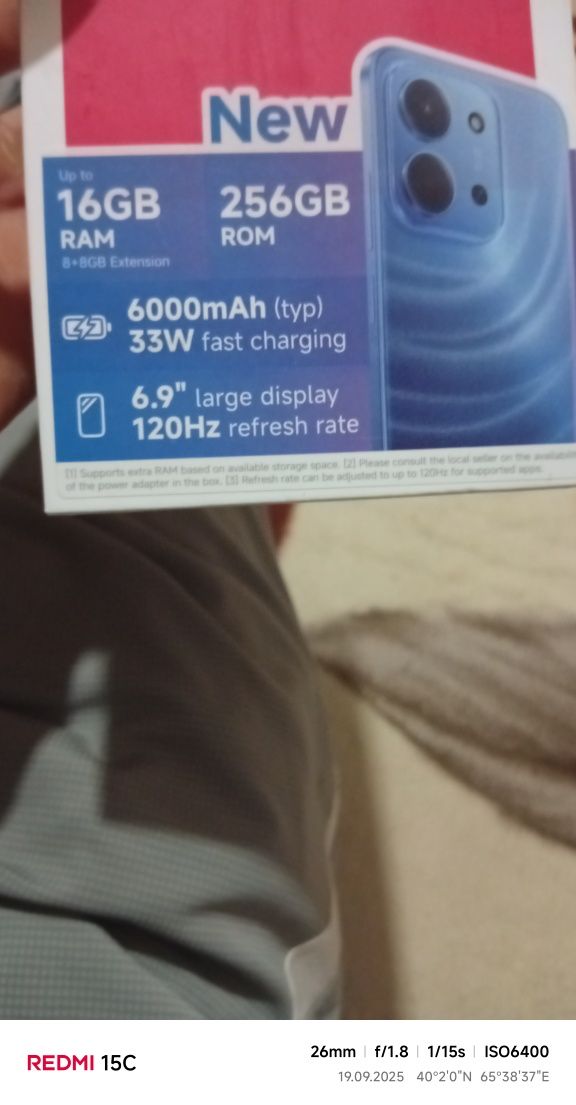 New
Up to
16GB 256GB
RAM ROM
8+8GB Extension
6000mAh (typ)
33W fast charging
6.9" large display
120Hz refresh rate
[1] Supports extra RAM based on available storage space. [2] Please consult the local seller on the availabili
of the power adapter in the box. [3] Refresh rate can be adjusted to up to 120Hz for supported apps.
REDMI 15C
26mm | f/1.8 | 1/15s | ISO6400
19.09.2025 40°2'0"N 65°38'37"E